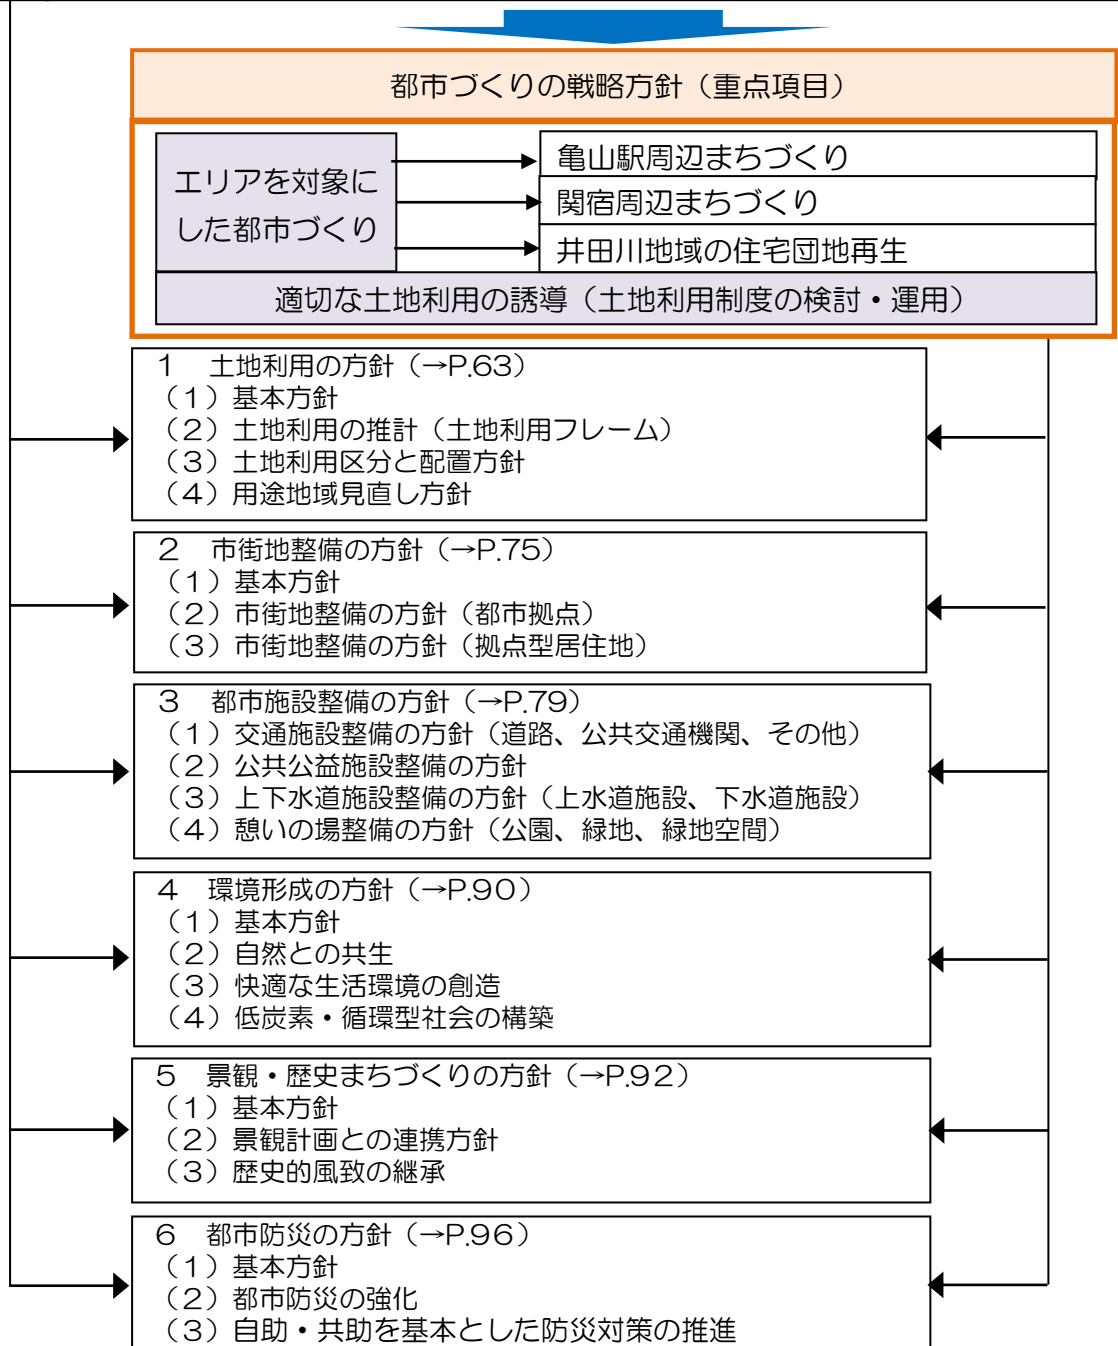 都市づくりの戦略方針（重点項目）
エリアを対象に
した都市づくり
亀山駅周辺まちづくり
関宿周辺まちづくり
井田川地域の住宅団地再生
適切な土地利用の誘導（土地利用制度の検討・運用）
１　土地利用の方針（→P.63）
（１）基本方針
（２）土地利用の推計（土地利用フレーム）
（３）土地利用区分と配置方針
（４）用途地域見直し方針
２　市街地整備の方針（→P.75）
（１）基本方針
（２）市街地整備の方針（都市拠点）
（３）市街地整備の方針（拠点型居住地）
３　都市施設整備の方針（→P.79）
（１）交通施設整備の方針（道路、公共交通機関、その他）
（２）公共公益施設整備の方針
（３）上下水道施設整備の方針（上水道施設、下水道施設）
（４）憩いの場整備の方針（公園、緑地、緑地空間）
４　環境形成の方針（→P.90）
（１）基本方針
（２）自然との共生
（３）快適な生活環境の創造
（４）低炭素・循環型社会の構築
５　景観・歴史まちづくりの方針（→P.92）
（１）基本方針
（２）景観計画との連携方針
（３）歴史的風致の継承
６　都市防災の方針（→P.96）
（１）基本方針
（２）都市防災の強化
（３）自助・共助を基本とした防災対策の推進